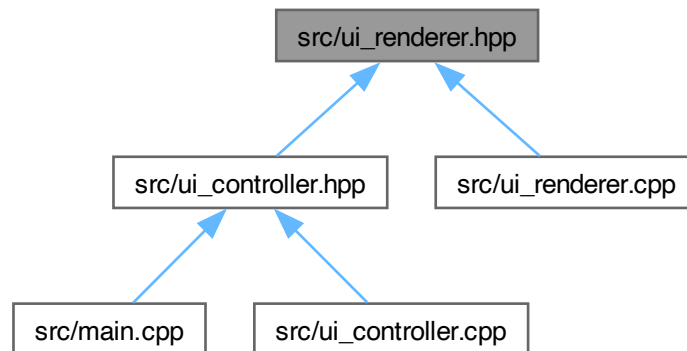 src/ui_renderer.hpp
src/ui_controller.hpp
src/ui_renderer.cpp
src/main.cpp
src/ui_controller.cpp